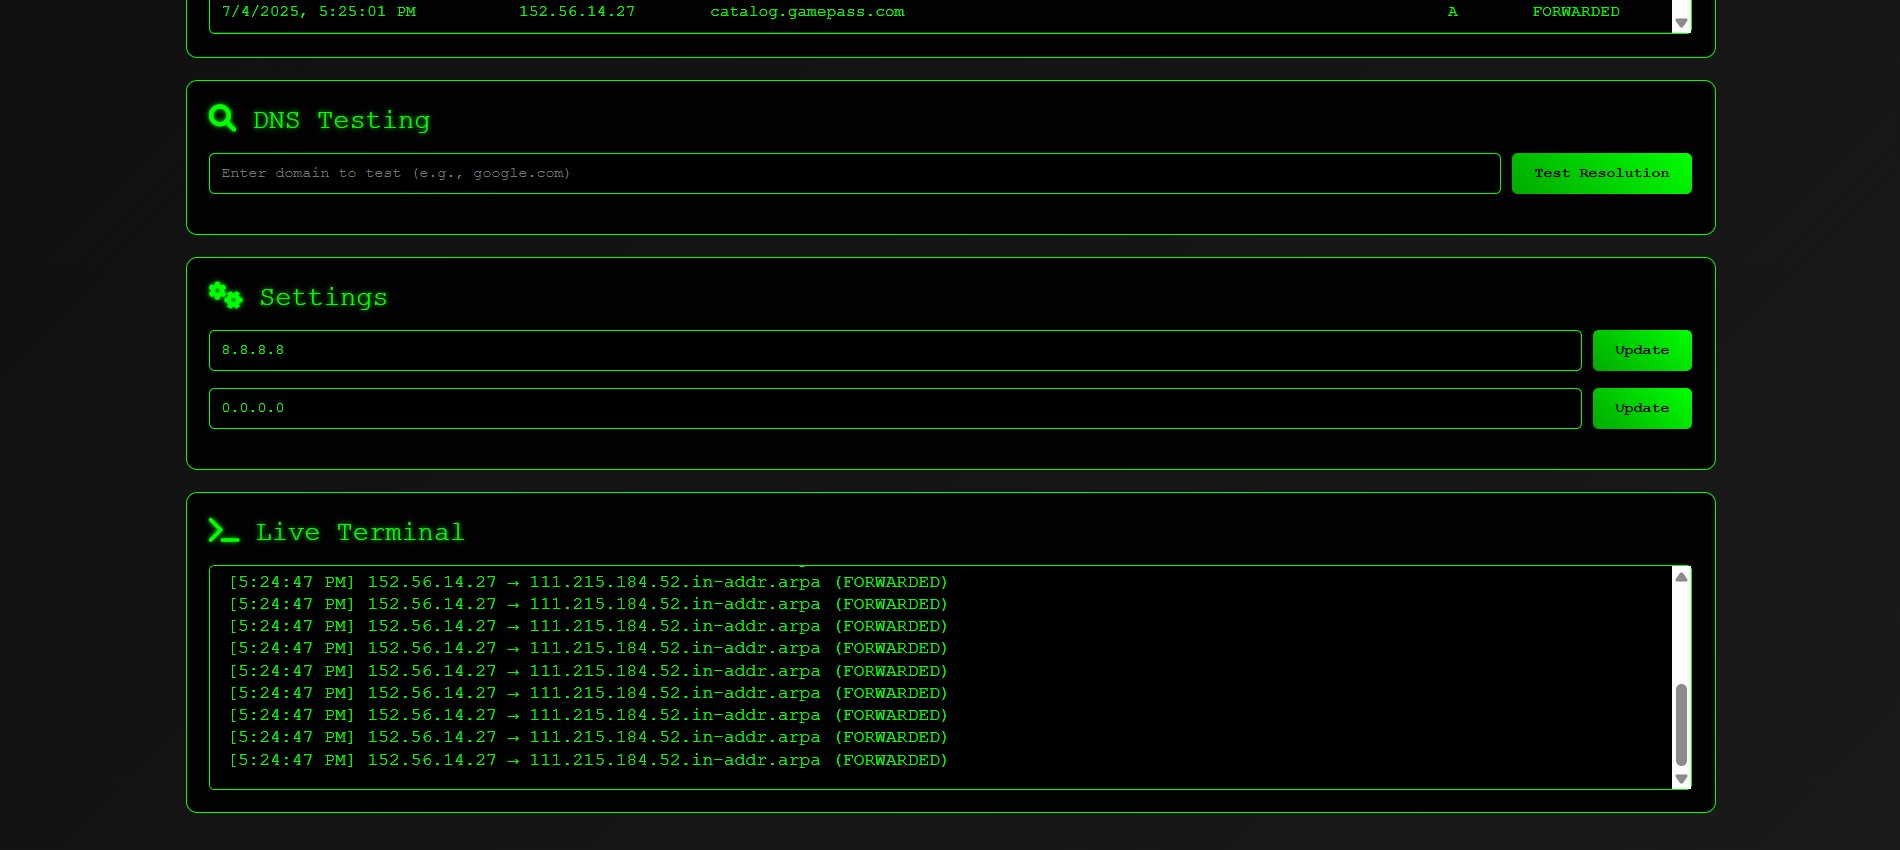 7/4/2025, 5:25:01 PM 152.56.14.27 catalog.gamepass.com A FORWARDED
DNS Testing
Enter domain to test (e.g., google.com) Test Resolution
Settings
8.8.8.8 Update
0.0.0.0 Update
Live Terminal
[5:24:47 PM] 152.56.14.27 → 111.215.184.52.in-addr.arpa (FORWARDED)
[5:24:47 PM] 152.56.14.27 → 111.215.184.52.in-addr.arpa (FORWARDED)
[5:24:47 PM] 152.56.14.27 → 111.215.184.52.in-addr.arpa (FORWARDED)
[5:24:47 PM] 152.56.14.27 → 111.215.184.52.in-addr.arpa (FORWARDED)
[5:24:47 PM] 152.56.14.27 → 111.215.184.52.in-addr.arpa (FORWARDED)
[5:24:47 PM] 152.56.14.27 → 111.215.184.52.in-addr.arpa (FORWARDED)
[5:24:47 PM] 152.56.14.27 → 111.215.184.52.in-addr.arpa (FORWARDED)
[5:24:47 PM] 152.56.14.27 → 111.215.184.52.in-addr.arpa (FORWARDED)
[5:24:47 PM] 152.56.14.27 → 111.215.184.52.in-addr.arpa (FORWARDED)